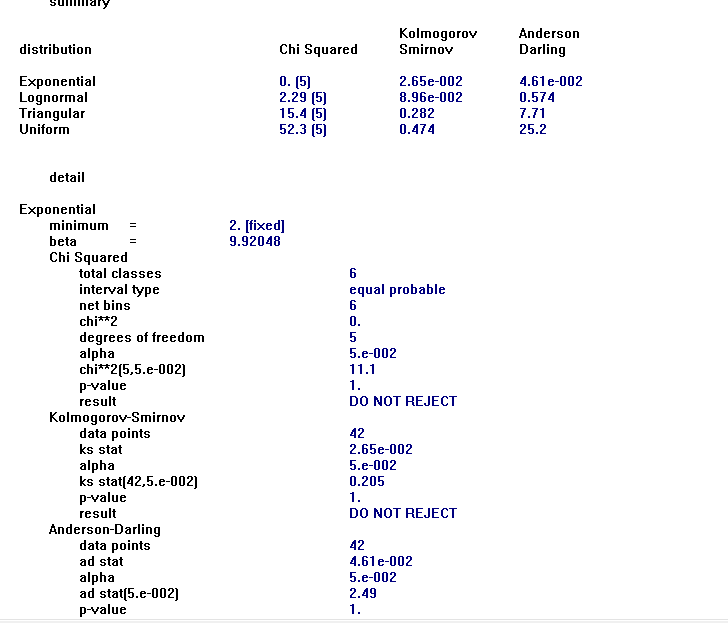 summary
Kolmogorov Anderson
distribution Chi Squared Smirnov Darling
Exponential 0. (5) 2.65e-002 4.61e-002
Lognormal 2.29 (5) 8.96e-002 0.574
Triangular 15.4 (5) 0.282 7.71
Uniform 52.3 (5) 0.474 25.2
detail
Exponential
minimum = 2. [fixed]
beta = 9.92048
Chi Squared
total classes 6
interval type equal probable
net bins 6
chi**2 0.
degrees of freedom 5
alpha 5.e-002
chi**2(5,5.e-002) 11.1
p-value 1.
result DO NOT REJECT
Kolmogorov-Smirnov
data points 42
ks stat 2.65e-002
alpha 5.e-002
ks stat(42,5.e-002) 0.205
p-value 1.
result DO NOT REJECT
Anderson-Darling
data points 42
ad stat 4.61e-002
alpha 5.e-002
ad stat(5.e-002) 2.49
p-value 1.